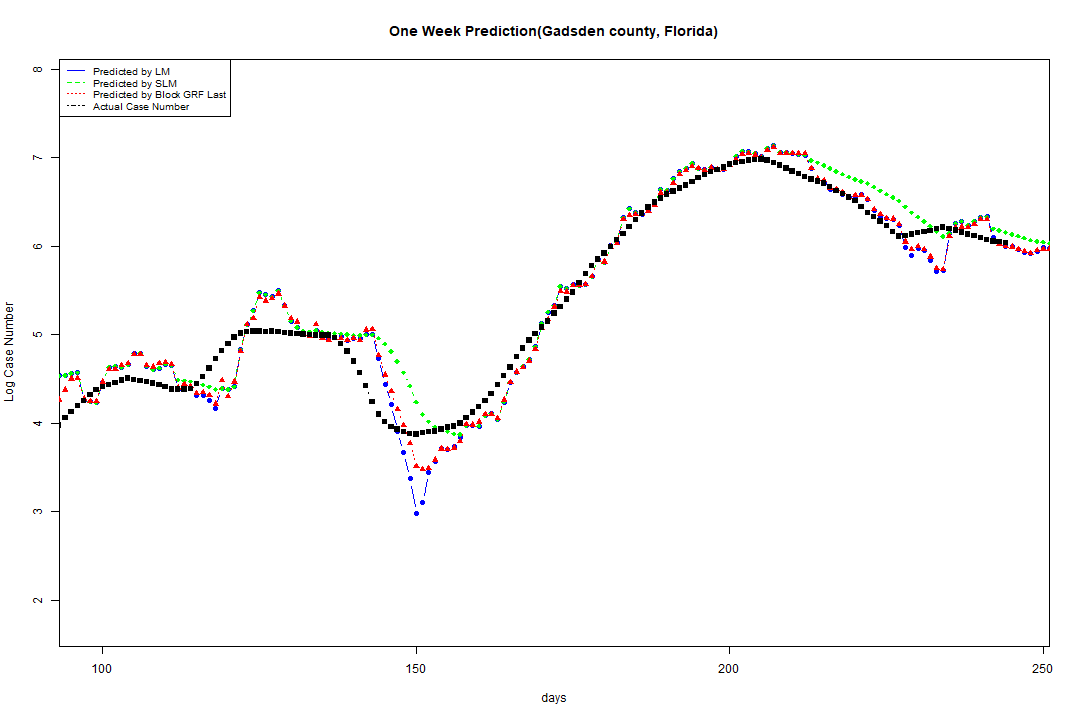 One Week Prediction(Gadsden county, Florida)
Predicted by LM
Predicted by SLM
Predicted by Block GRF Last
Actual Case Number
8
7
6
5
4
3
2
Log Case Number
100
150
200
250
days